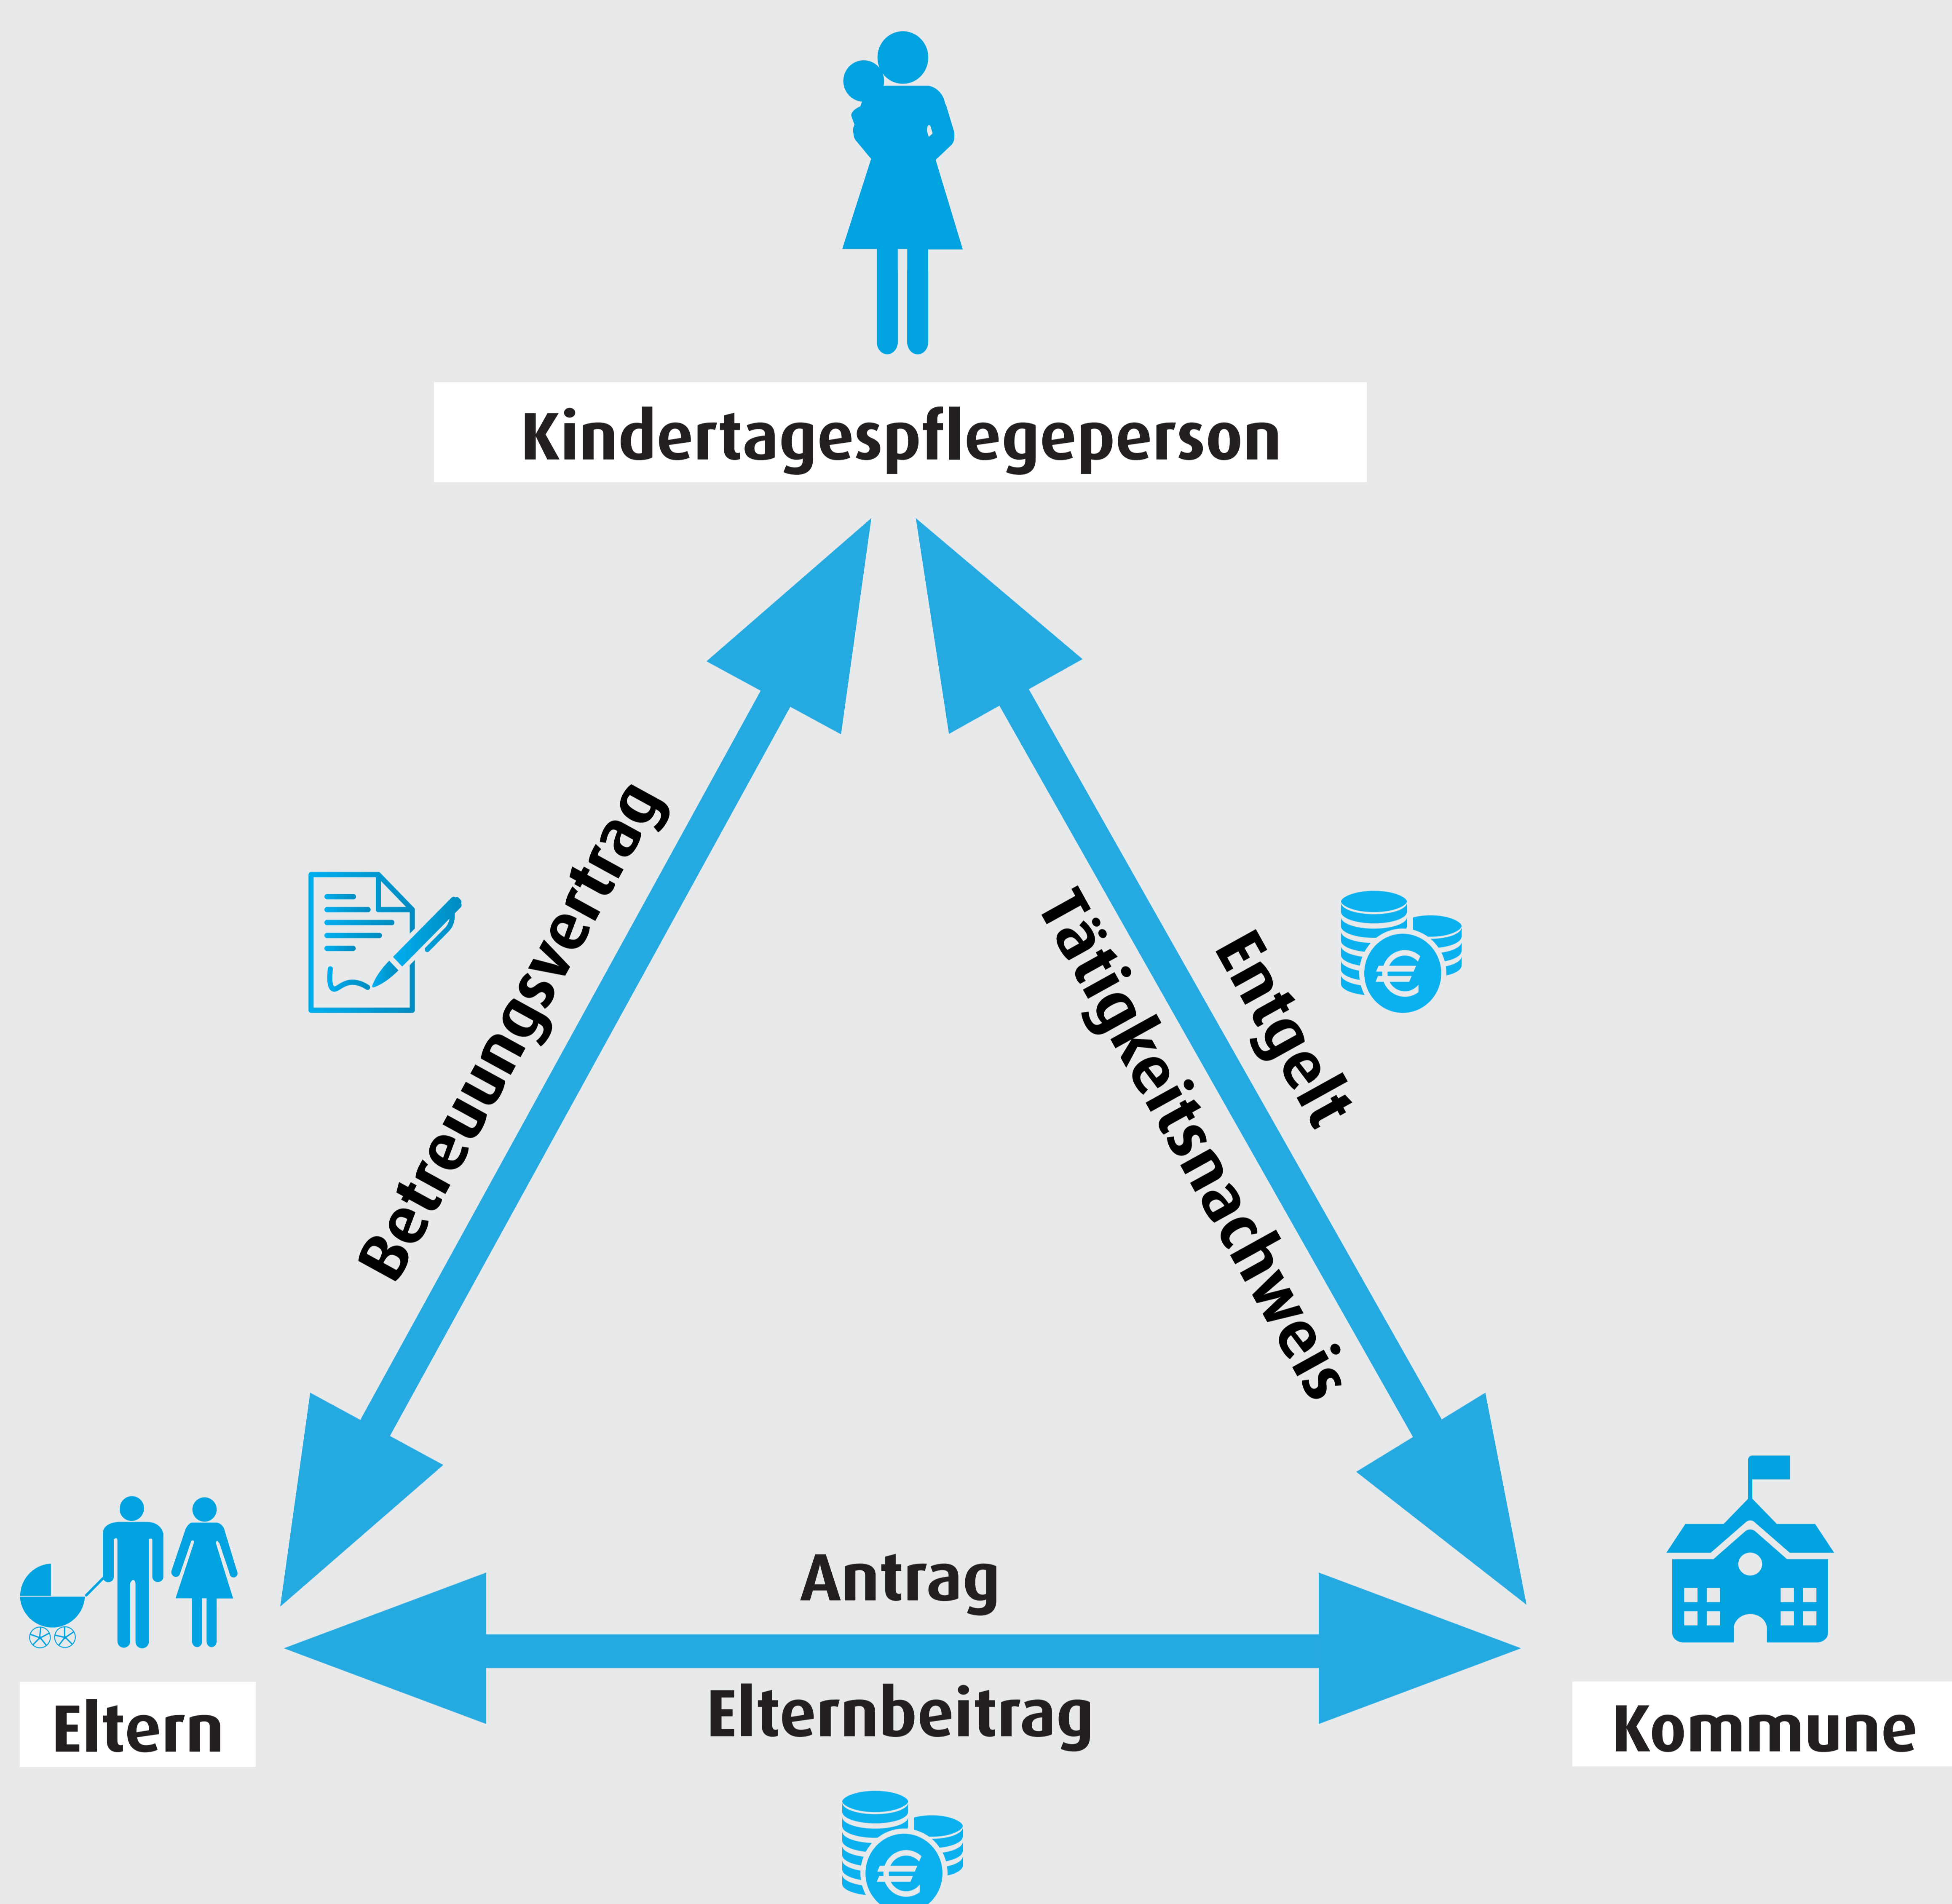 Kindertagespflegeperson
Betreuungsvertrag
Tätigkeitsnachweis
Entgelt
€
Antrag
Elternbeitrag
Eltern
Kommune
€